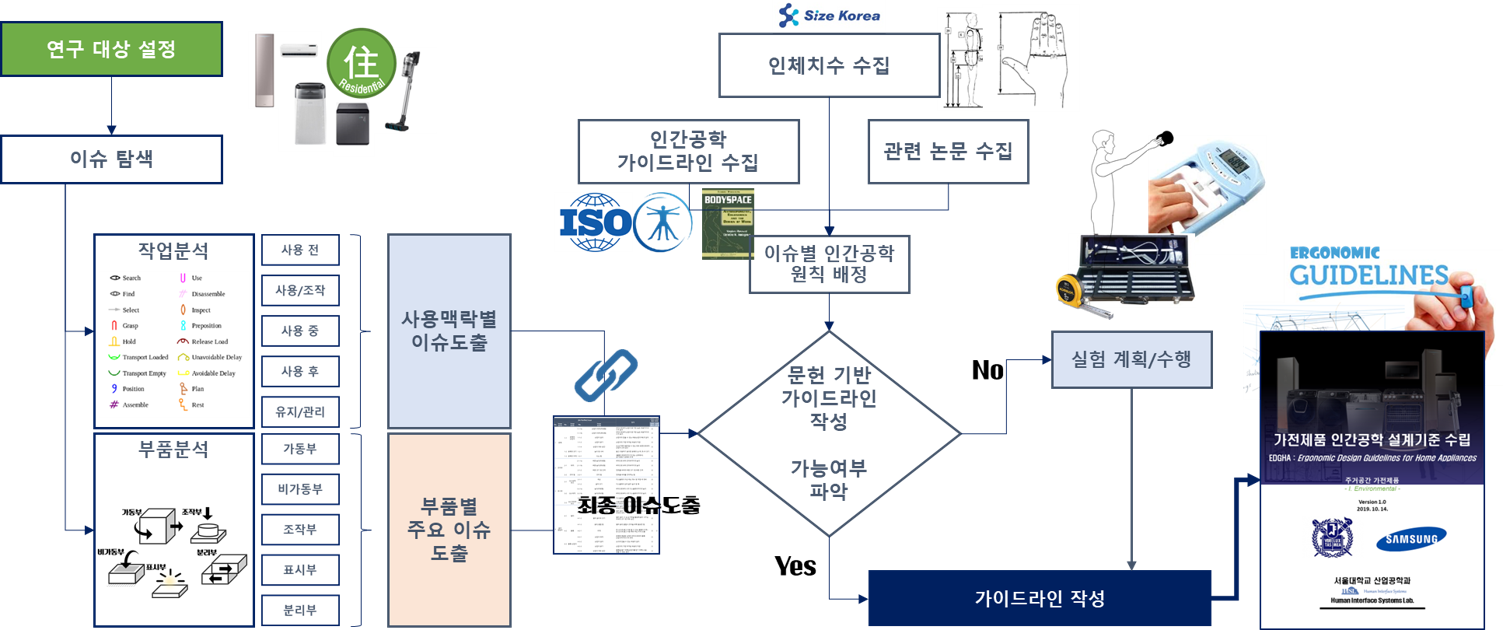 연구 대상 설정
住
Residential
이슈 탐색
작업분석
Search
Use
Find
Disassemble
Select
Inspect
Grasp
Preposition
Hold
Release Load
Transport Loaded
Unavoidable Delay
Transport Empty
Avoidable Delay
Position
Plan
Assemble
Rest
사용 전
사용/조작
사용 중
사용 후
유지/관리
부품분석
가동부
조작부
비가동부
표시부
분리부
가동부
비가동부
조작부
표시부
분리부
사용맥락별
이슈도출
부품별
주요 이슈
도출
최종 이슈도출
Size Korea
인체치수 수집
인간공학
가이드라인 수집
관련 논문 수집
ISO
BODYSPACE
이슈별 인간공학
원칙 배정
문헌 기반
가이드라인
작성
가능여부
파악
No
Yes
실험 계획/수행
가이드라인 작성
ERGONOMIC
GUIDELINES
가전제품 인간공학 설계기준 수립
EDGHA : Ergonomic Design Guidelines for Home Appliances
주거공간 가전제품
- I. Environmental -
Version 1.0
2019. 10. 14.
SAMSUNG
서울대학교 산업공학과
Human Interface Systems
Human Interface Systems Lab.